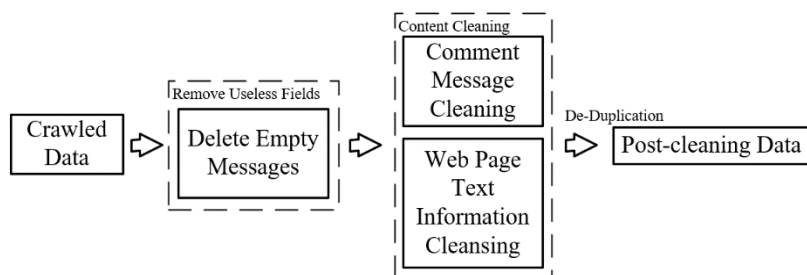 Crawled
Data
Remove Useless Fields
Delete Empty
Messages
Content Cleaning
Comment
Message
Cleaning
Web Page
Text
Information
Cleansing
De-Duplication
Post-cleaning Data